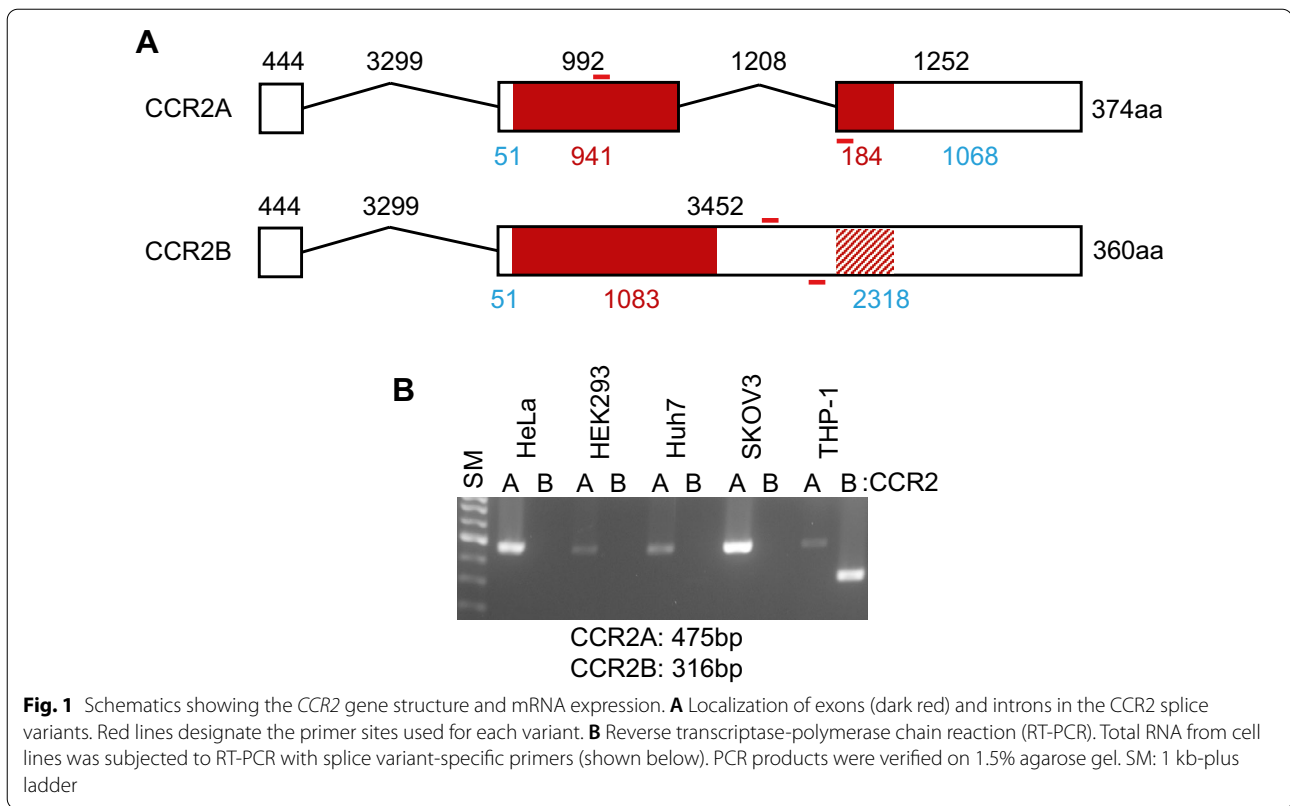 A
444 3299 992 1208 1252
CCR2A 374aa
51 941 184 1068
444 3299 3452
CCR2B 360aa
51 1083 2318
B
SM HeLa HEK293 Huh7 SKOV3 THP-1
A B A B A B A B A B :CCR2
CCR2A: 475bp
CCR2B: 316bp
Fig. 1 Schematics showing the CCR2 gene structure and mRNA expression. A Localization of exons (dark red) and introns in the CCR2 splice
variants. Red lines designate the primer sites used for each variant. B Reverse transcriptase-polymerase chain reaction (RT-PCR). Total RNA from cell
lines was subjected to RT-PCR with splice variant-specific primers (shown below). PCR products were verified on 1.5% agarose gel. SM: 1 kb-plus
ladder